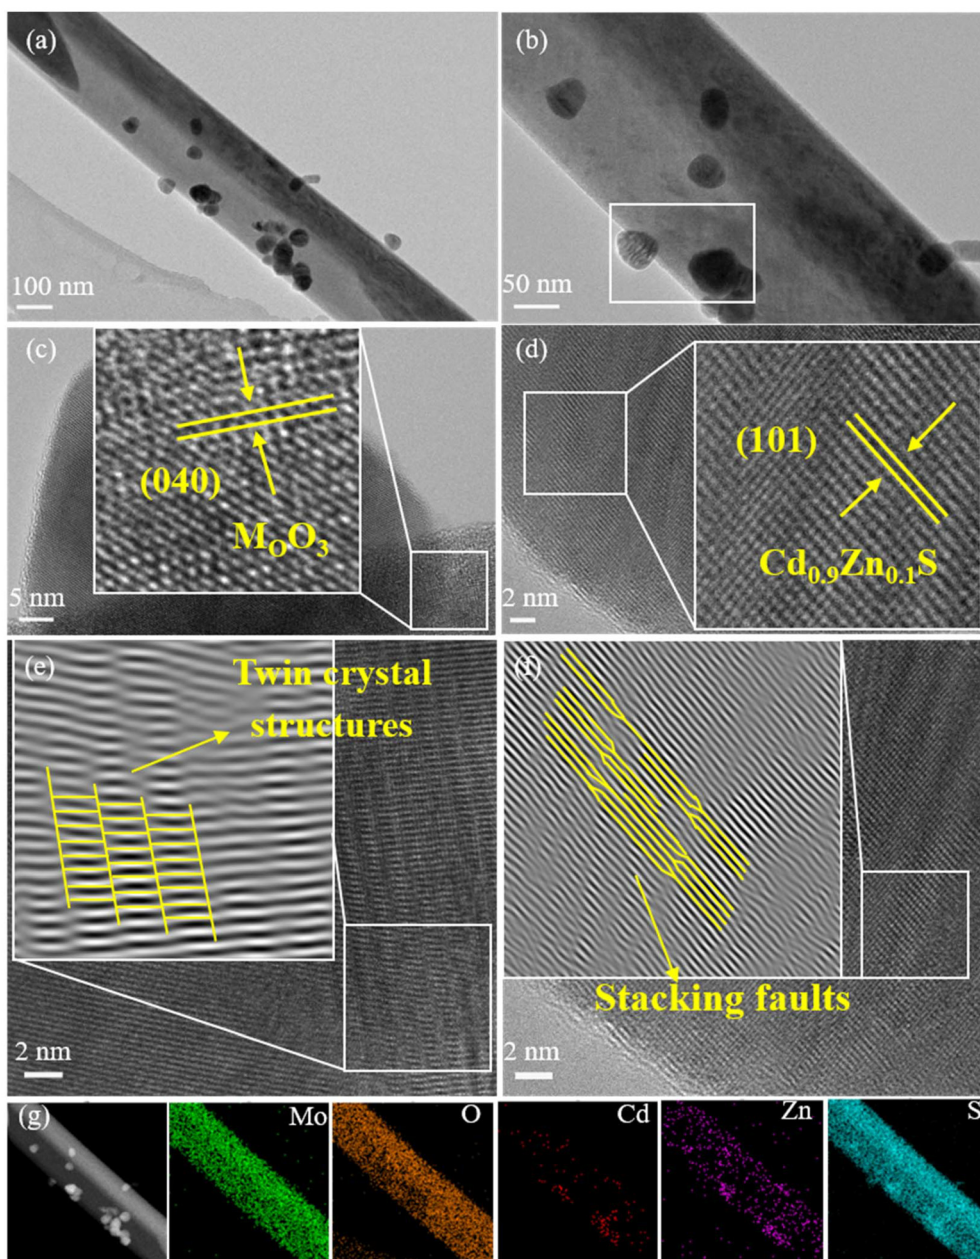 (a)
100 nm
(b)
50 nm
(c)
(040)
M₀O₃
5 nm
(d)
(101)
Cd₀.₉Zn₀.₁S
2 nm
(e)
Twin crystal
structures
2 nm
(f)
Stacking faults
2 nm
(g)
Mo
O
Cd
Zn
S